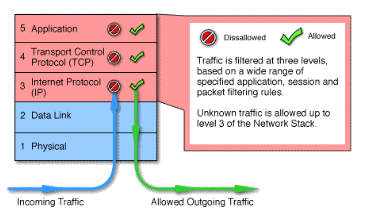 5 Application
4 Transport Control
Protocol (TCP)
3 Internet Protocol
(IP)
2 Data Link
1 Physical
Incoming Traffic
Allowed Outgoing Traffic
Disallowed
Allowed
Traffic is filtered at three levels,
based on a wide range of
specified application, session and
packet filtering rules.
Unknown traffic is allowed up to
level 3 of the Network Stack.